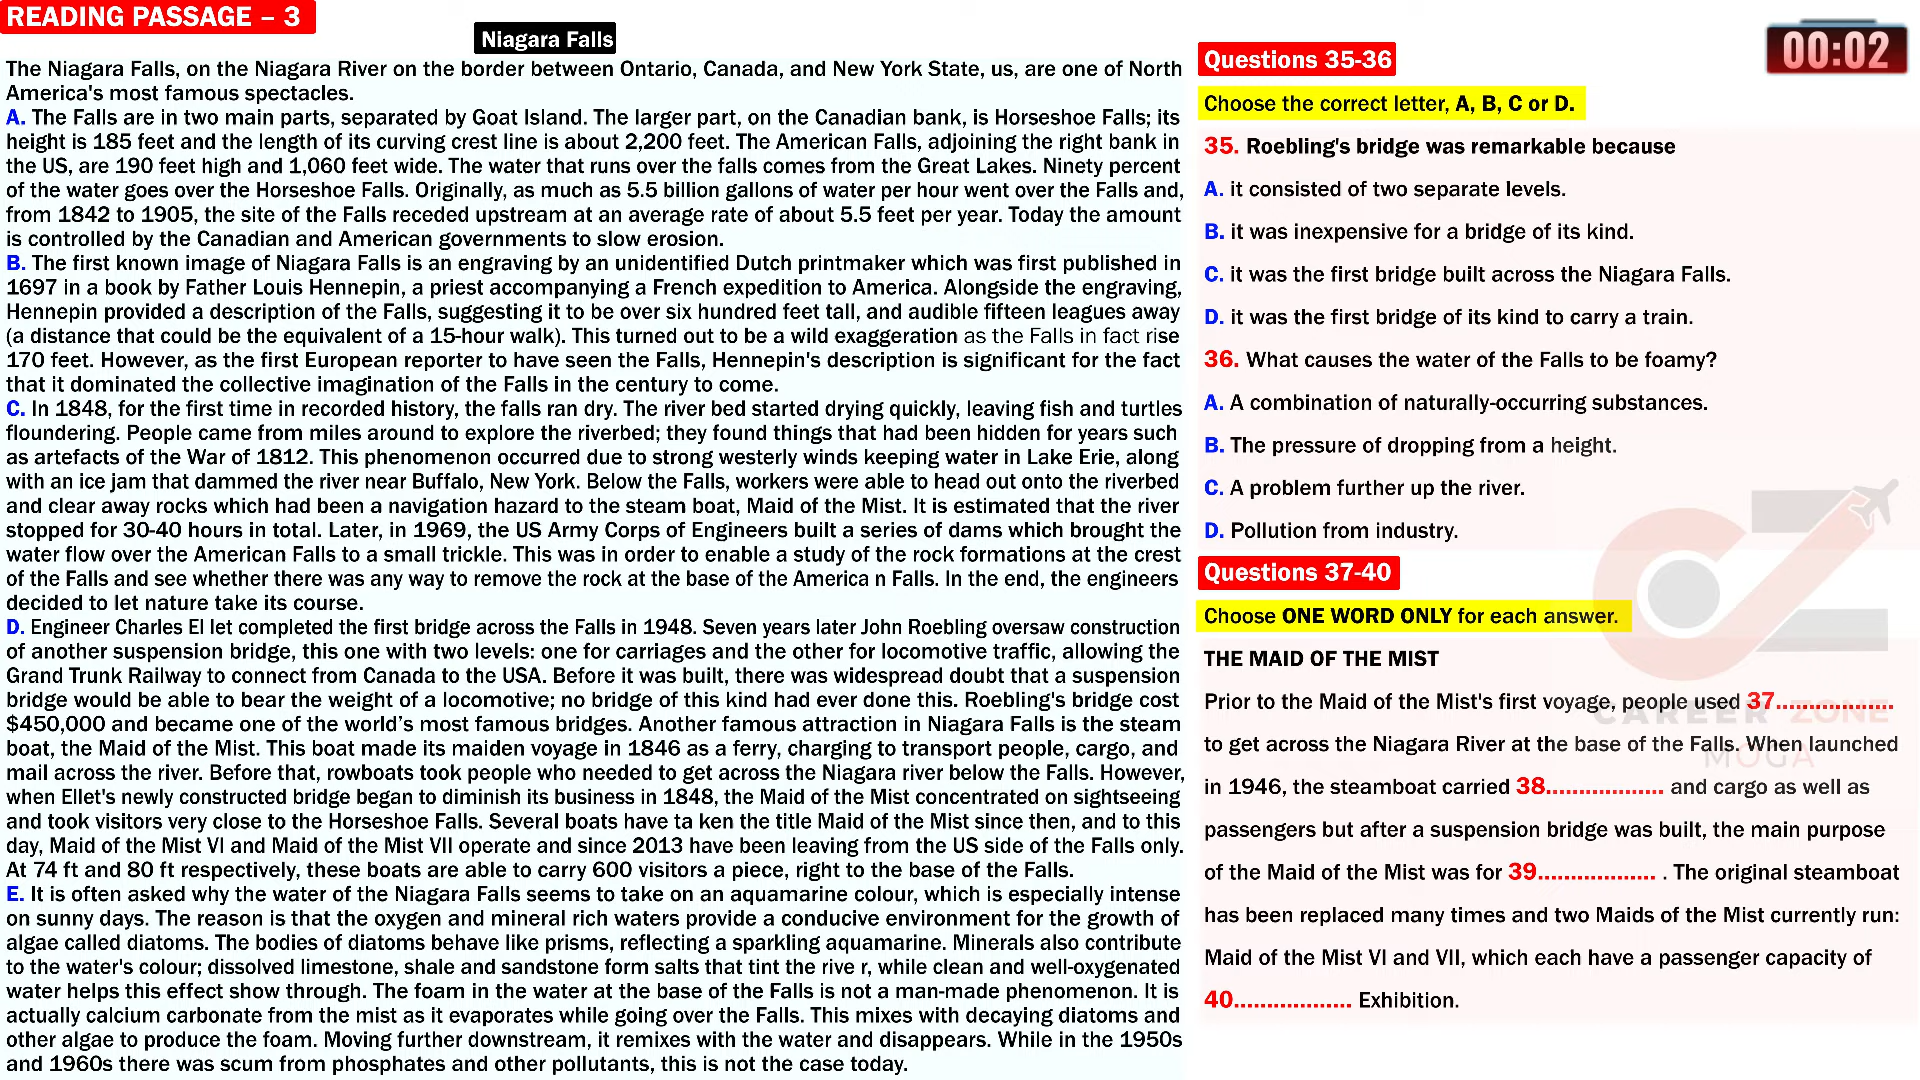 READING PASSAGE – 3
Niagara Falls
The Niagara Falls, on the Niagara River on the border between Ontario, Canada, and New York State, us, are one of North
America's most famous spectacles.
A. The Falls are in two main parts, separated by Goat Island. The larger part, on the Canadian bank, is Horseshoe Falls; its
height is 185 feet and the length of its curving crest line is about 2,200 feet. The American Falls, adjoining the right bank in
the US, are 190 feet high and 1,060 feet wide. The water that runs over the falls comes from the Great Lakes. Ninety percent
of the water goes over the Horseshoe Falls. Originally, as much as 5.5 billion gallons of water per hour went over the Falls and,
from 1842 to 1905, the site of the Falls receded upstream at an average rate of about 5.5 feet per year. Today the amount
is controlled by the Canadian and American governments to slow erosion.
B. The first known image of Niagara Falls is an engraving by an unidentified Dutch printmaker which was first published in
1697 in a book by Father Louis Hennepin, a priest accompanying a French expedition to America. Alongside the engraving,
Hennepin provided a description of the Falls, suggesting it to be over six hundred feet tall, and audible fifteen leagues away
(a distance that could be the equivalent of a 15-hour walk). This turned out to be a wild exaggeration as the Falls in fact rise
170 feet. However, as the first European reporter to have seen the Falls, Hennepin's description is significant for the fact
that it dominated the collective imagination of the Falls in the century to come.
C. In 1848, for the first time in recorded history, the falls ran dry. The river bed started drying quickly, leaving fish and turtles
floundering. People came from miles around to explore the riverbed; they found things that had been hidden for years such
as artefacts of the War of 1812. This phenomenon occurred due to strong westerly winds keeping water in Lake Erie, along
with an ice jam that dammed the river near Buffalo, New York. Below the Falls, workers were able to head out onto the riverbed
and clear away rocks which had been a navigation hazard to the steam boat, Maid of the Mist. It is estimated that the river
stopped for 30-40 hours in total. Later, in 1969, the US Army Corps of Engineers built a series of dams which brought the
water flow over the American Falls to a small trickle. This was in order to enable a study of the rock formations at the crest
of the Falls and see whether there was any way to remove the rock at the base of the America n Falls. In the end, the engineers
decided to let nature take its course.
D. Engineer Charles El let completed the first bridge across the Falls in 1948. Seven years later John Roebling oversaw construction
of another suspension bridge, this one with two levels: one for carriages and the other for locomotive traffic, allowing the
Grand Trunk Railway to connect from Canada to the USA. Before it was built, there was widespread doubt that a suspension
bridge would be able to bear the weight of a locomotive; no bridge of this kind had ever done this. Roebling's bridge cost
$450,000 and became one of the world's most famous bridges. Another famous attraction in Niagara Falls is the steam
boat, the Maid of the Mist. This boat made its maiden voyage in 1846 as a ferry, charging to transport people, cargo, and
mail across the river. Before that, rowboats took people who needed to get across the Niagara river below the Falls. However,
when Ellet's newly constructed bridge began to diminish its business in 1848, the Maid of the Mist concentrated on sightseeing
and took visitors very close to the Horseshoe Falls. Several boats have ta ken the title Maid of the Mist since then, and to this
day, Maid of the Mist VI and Maid of the Mist VII operate and since 2013 have been leaving from the US side of the Falls only.
At 74 ft and 80 ft respectively, these boats are able to carry 600 visitors a piece, right to the base of the Falls.
E. It is often asked why the water of the Niagara Falls seems to take on an aquamarine colour, which is especially intense
on sunny days. The reason is that the oxygen and mineral rich waters provide a conducive environment for the growth of
algae called diatoms. The bodies of diatoms behave like prisms, reflecting a sparkling aquamarine. Minerals also contribute
to the water's colour; dissolved limestone, shale and sandstone form salts that tint the rive r, while clean and well-oxygenated
water helps this effect show through. The foam in the water at the base of the Falls is not a man-made phenomenon. It is
actually calcium carbonate from the mist as it evaporates while going over the Falls. This mixes with decaying diatoms and
other algae to produce the foam. Moving further downstream, it remixes with the water and disappears. While in the 1950s
and 1960s there was scum from phosphates and other pollutants, this is not the case today.
00:02
Questions 35-36
Choose the correct letter, A, B, C or D.
35. Roebling's bridge was remarkable because
A. it consisted of two separate levels.
B. it was inexpensive for a bridge of its kind.
C. it was the first bridge built across the Niagara Falls.
D. it was the first bridge of its kind to carry a train.
36. What causes the water of the Falls to be foamy?
A. A combination of naturally-occurring substances.
B. The pressure of dropping from a height.
C. A problem further up the river.
D. Pollution from industry.
Questions 37-40
Choose ONE WORD ONLY for each answer.
THE MAID OF THE MIST
Prior to the Maid of the Mist's first voyage, people used 37..................
to get across the Niagara River at the base of the Falls. When launched
in 1946, the steamboat carried 38.................. and cargo as well as
passengers but after a suspension bridge was built, the main purpose
of the Maid of the Mist was for 39.................. . The original steamboat
has been replaced many times and two Maids of the Mist currently run:
Maid of the Mist VI and VII, which each have a passenger capacity of
40.................. Exhibition.
CAREER ZONE
MOGA